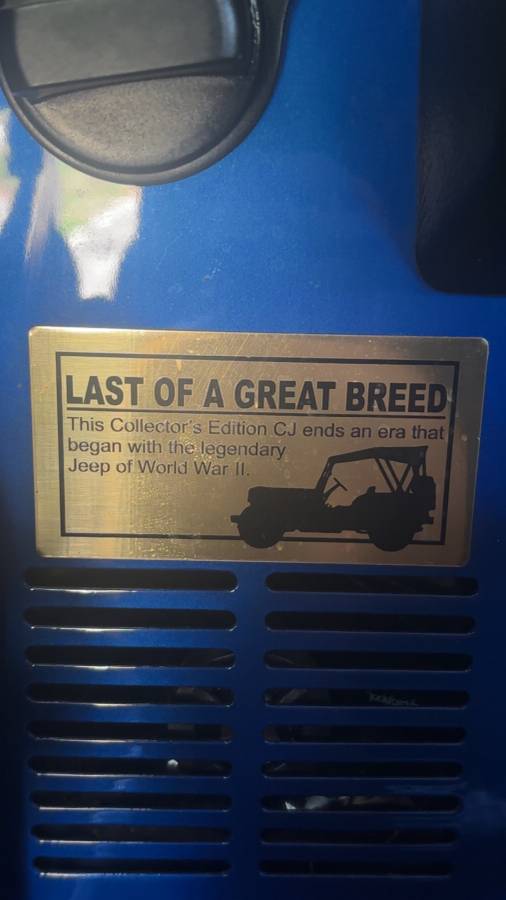 LAST OF A GREAT BREED
This Collector's Edition CJ ends an era that
began with the legendary
Jeep of World War II.